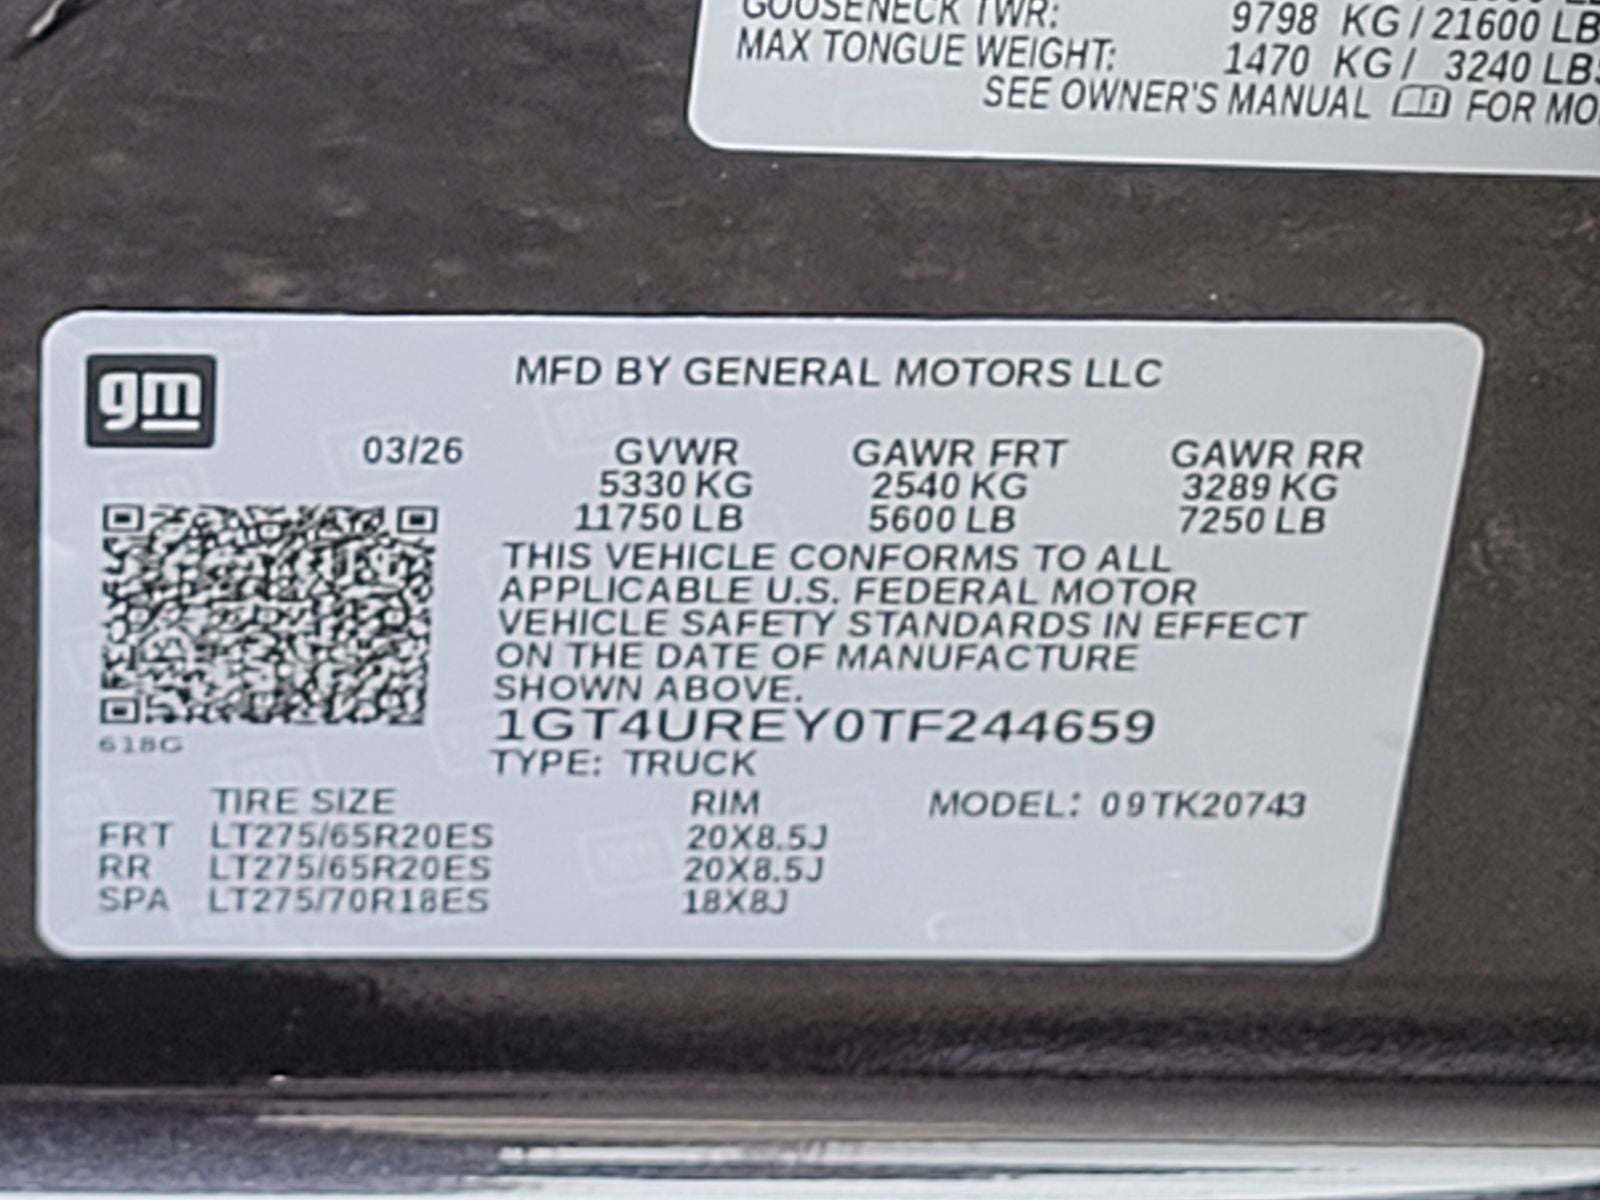 GOOSENECK TWR: 9798 KG / 21600 LB
MAX TONGUE WEIGHT: 1470 KG / 3240 LBS
SEE OWNER'S MANUAL FOR
gm
MFD BY GENERAL MOTORS LLC
03/26 GVWR GAWR FRT GAWR RR
5330 KG 2540 KG 3289 KG
11750 LB 5600 LB 7250 LB
THIS VEHICLE CONFORMS TO ALL
APPLICABLE U.S. FEDERAL MOTOR
VEHICLE SAFETY STANDARDS IN EFFECT
ON THE DATE OF MANUFACTURE
SHOWN ABOVE.
1GT4UREY0TF244659
618G
TYPE: TRUCK
TIRE SIZE RIM MODEL: 09TK20743
FRT LT275/65R20ES 20X8.5J
RR LT275/65R20ES 20X8.5J
SPA LT275/70R18ES 18X8J